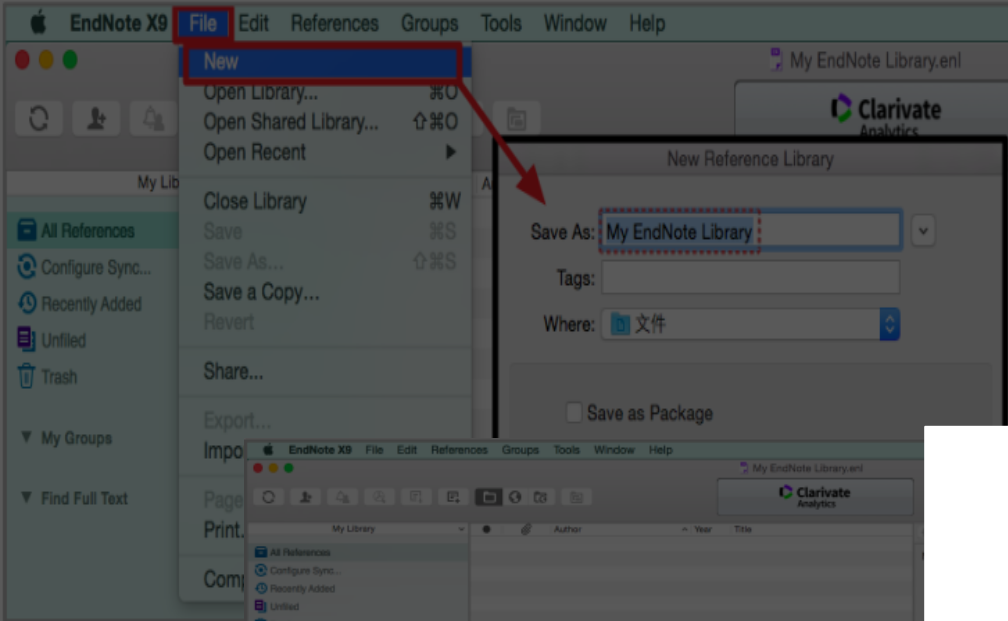 EndNote X9 File Edit References Groups Tools Window Help
My EndNote Library.enl
Clarivate
Analytics
New
Open Library... ⌘O
Open Shared Library... ⇧⌘O
Open Recent ▶
Close Library ⌘W
Save ⌘S
Save As... ⇧⌘S
Save a Copy...
Revert
Share...
Export...
Impo
Page
Print.
Comp
My Lib
All References
Configure Sync...
Recently Added
Unfiled
Trash
My Groups
Find Full Text
A
New Reference Library
Save As: My EndNote Library
Tags:
Where: 文件
Save as Package
EndNote X9 File Edit References Groups Tools Window Help
My EndNote Library.enl
Clarivate
Analytics
My Library
Author Year Title
All References
Configure Sync...
Recently Added
Unfiled